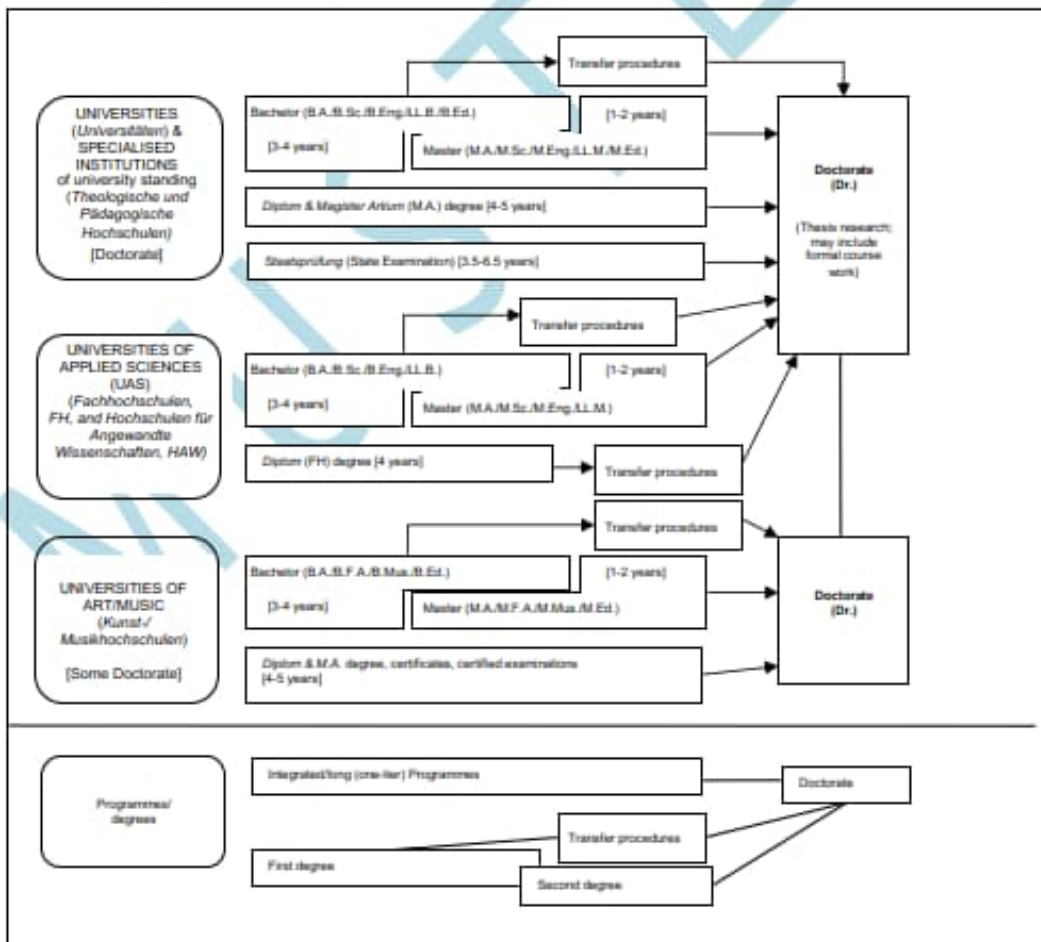 Transfer procedures
UNIVERSITIES
(Universitäten) &
SPECIALISED
INSTITUTIONS
of university standing
(Theologische und
Pädagogische
Hochschulen)
[Doctorate]
Bachelor (B.A./B.Sc./B.Eng./LL.B./B.Ed.)
[1-2 years]
[3-4 years]
Master (M.A./M.Sc./M.Eng./LL.M./M.Ed.)
Diplom & Magister Artium (M.A.) degree [4-5 years]
Staatsprüfung (State Examination) [3.5-6.5 years]
Doctorate
(Dr.)
(Thesis research;
may include
formal course
work)
UNIVERSITIES OF
APPLIED SCIENCES
(UAS)
(Fachhochschulen,
FH, and Hochschulen für
Angewandte
Wissenschaften, HAW)
Transfer procedures
Bachelor (B.A./B.Sc./B.Eng./LL.B.)
[1-2 years]
[3-4 years]
Master (M.A./M.Sc./M.Eng./LL.M.)
Diplom (FH) degree [4 years]
Transfer procedures
UNIVERSITIES OF
ART/MUSIC
(Kunst-/
Musikhochschulen)
[Some Doctorate]
Transfer procedures
Bachelor (B.A./B.F.A./B.Mus./B.Ed.)
[1-2 years]
[3-4 years]
Master (M.A./M.F.A./M.Mus./M.Ed.)
Diplom & M.A. degree, certificates, certified examinations
[4-5 years]
Doctorate
(Dr.)
Programmes/
degrees
Integrated/long (one-tier) Programmes
Doctorate
Transfer procedures
First degree
Second degree